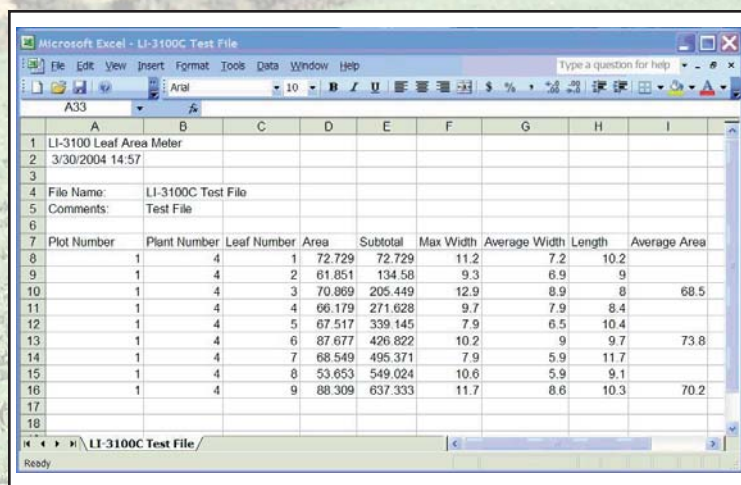 Microsoft Excel - LI-3100C Test File
File Edit View Insert Format Tools Data Window Help Type a question for help
Arial 10 B I U $ % ,
A33 fx
A B C D E F G H I
1 LI-3100 Leaf Area Meter
2 3/30/2004 14:57
3
4 File Name: LI-3100C Test File
5 Comments: Test File
6
7 Plot Number Plant Number Leaf Number Area Subtotal Max Width Average Width Length Average Area
8 1 4 1 72.729 72.729 11.2 7.2 10.2
9 1 4 2 61.851 134.58 9.3 6.9 9
10 1 4 3 70.869 205.449 12.9 8.9 8 68.5
11 1 4 4 66.179 271.628 9.7 7.9 8.4
12 1 4 5 67.517 339.145 7.9 6.5 10.4
13 1 4 6 87.677 426.822 10.2 9 9.7 73.8
14 1 4 7 68.549 495.371 7.9 5.9 11.7
15 1 4 8 53.653 549.024 10.6 5.9 9.1
16 1 4 9 88.309 637.333 11.7 8.6 10.3 70.2
17
18
LI-3100C Test File
Ready